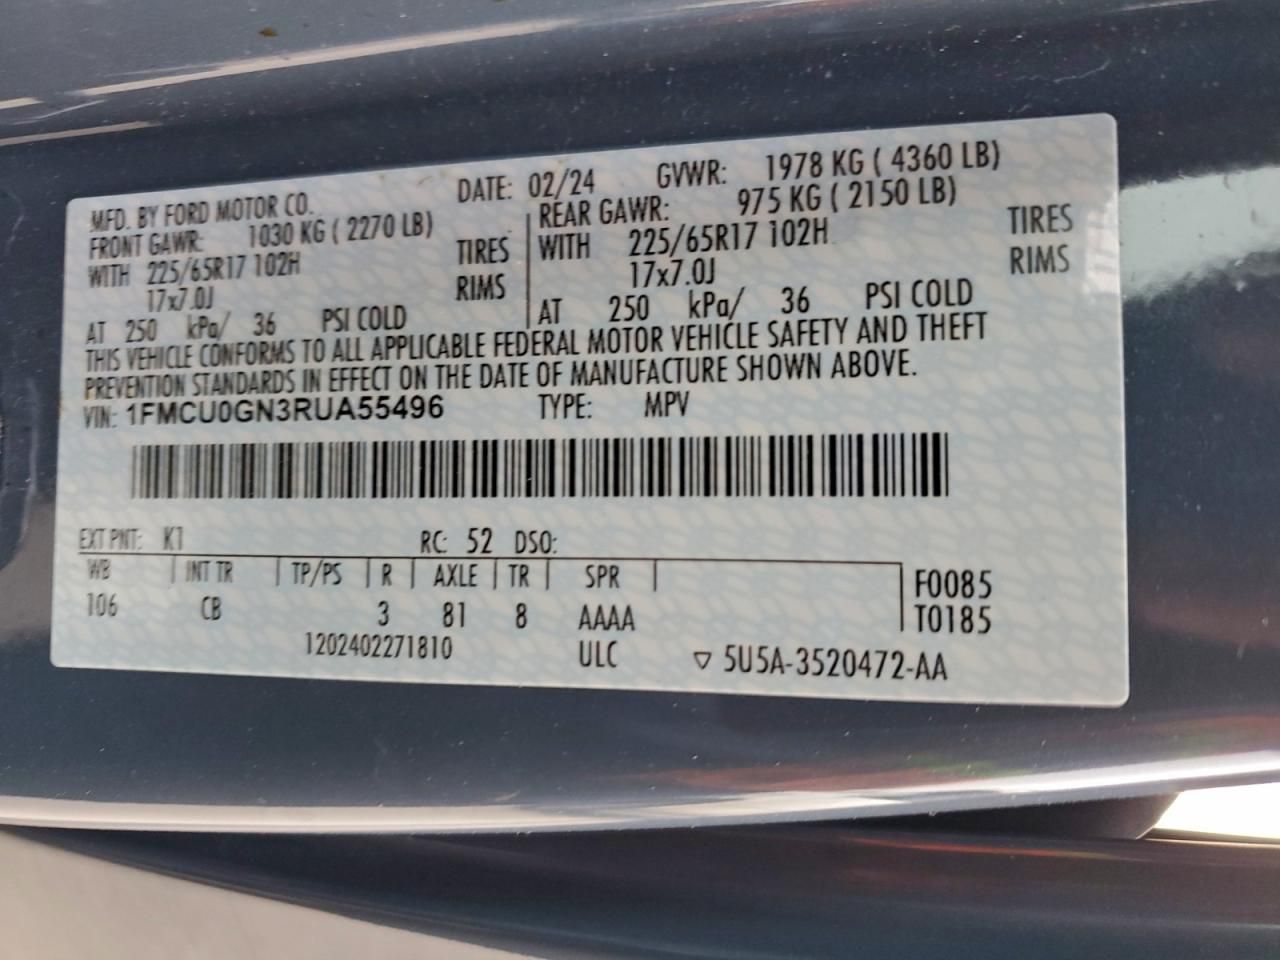 MFD. BY FORD MOTOR CO. DATE: 02/24 GVWR: 1978 KG ( 4360 LB)
FRONT GAWR: 1030 KG ( 2270 LB) REAR GAWR: 975 KG ( 2150 LB)
WITH 225/65R17 102H TIRES WITH 225/65R17 102H TIRES
17x7.0J RIMS 17x7.0J RIMS
AT 250 kPa/ 36 PSI COLD AT 250 kPa/ 36 PSI COLD
THIS VEHICLE CONFORMS TO ALL APPLICABLE FEDERAL MOTOR VEHICLE SAFETY AND THEFT
PREVENTION STANDARDS IN EFFECT ON THE DATE OF MANUFACTURE SHOWN ABOVE.
VIN: 1FMCU0GN3RUA55496 TYPE: MPV
EXT PNT: K1 RC: 52 DSO:
WB INT TR TP/PS R AXLE TR SPR F0085
106 CB 3 81 8 AAAA T0185
1202402271810 ULC ▽ 5U5A-3520472-AA